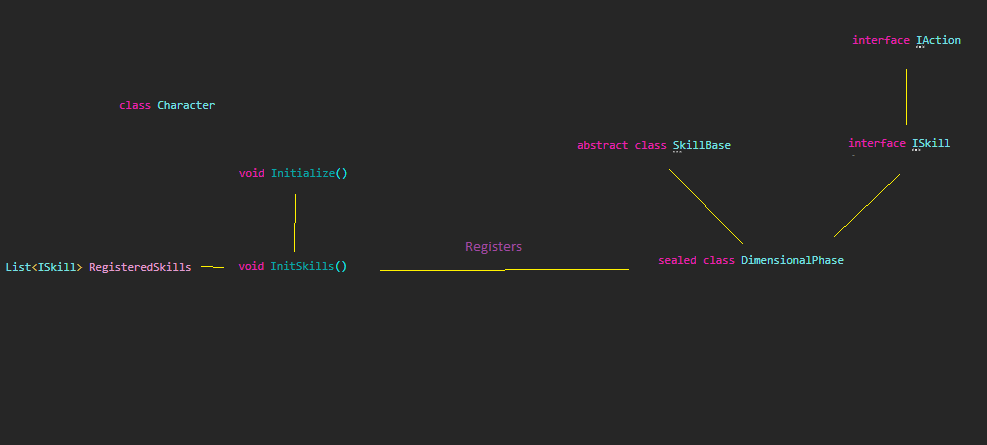 interface IAction
class Character
abstract class SkillBase
interface ISkill
void Initialize()
Registers
sealed class DimensionalPhase
List<ISkill> RegisteredSkills
void InitSkills()